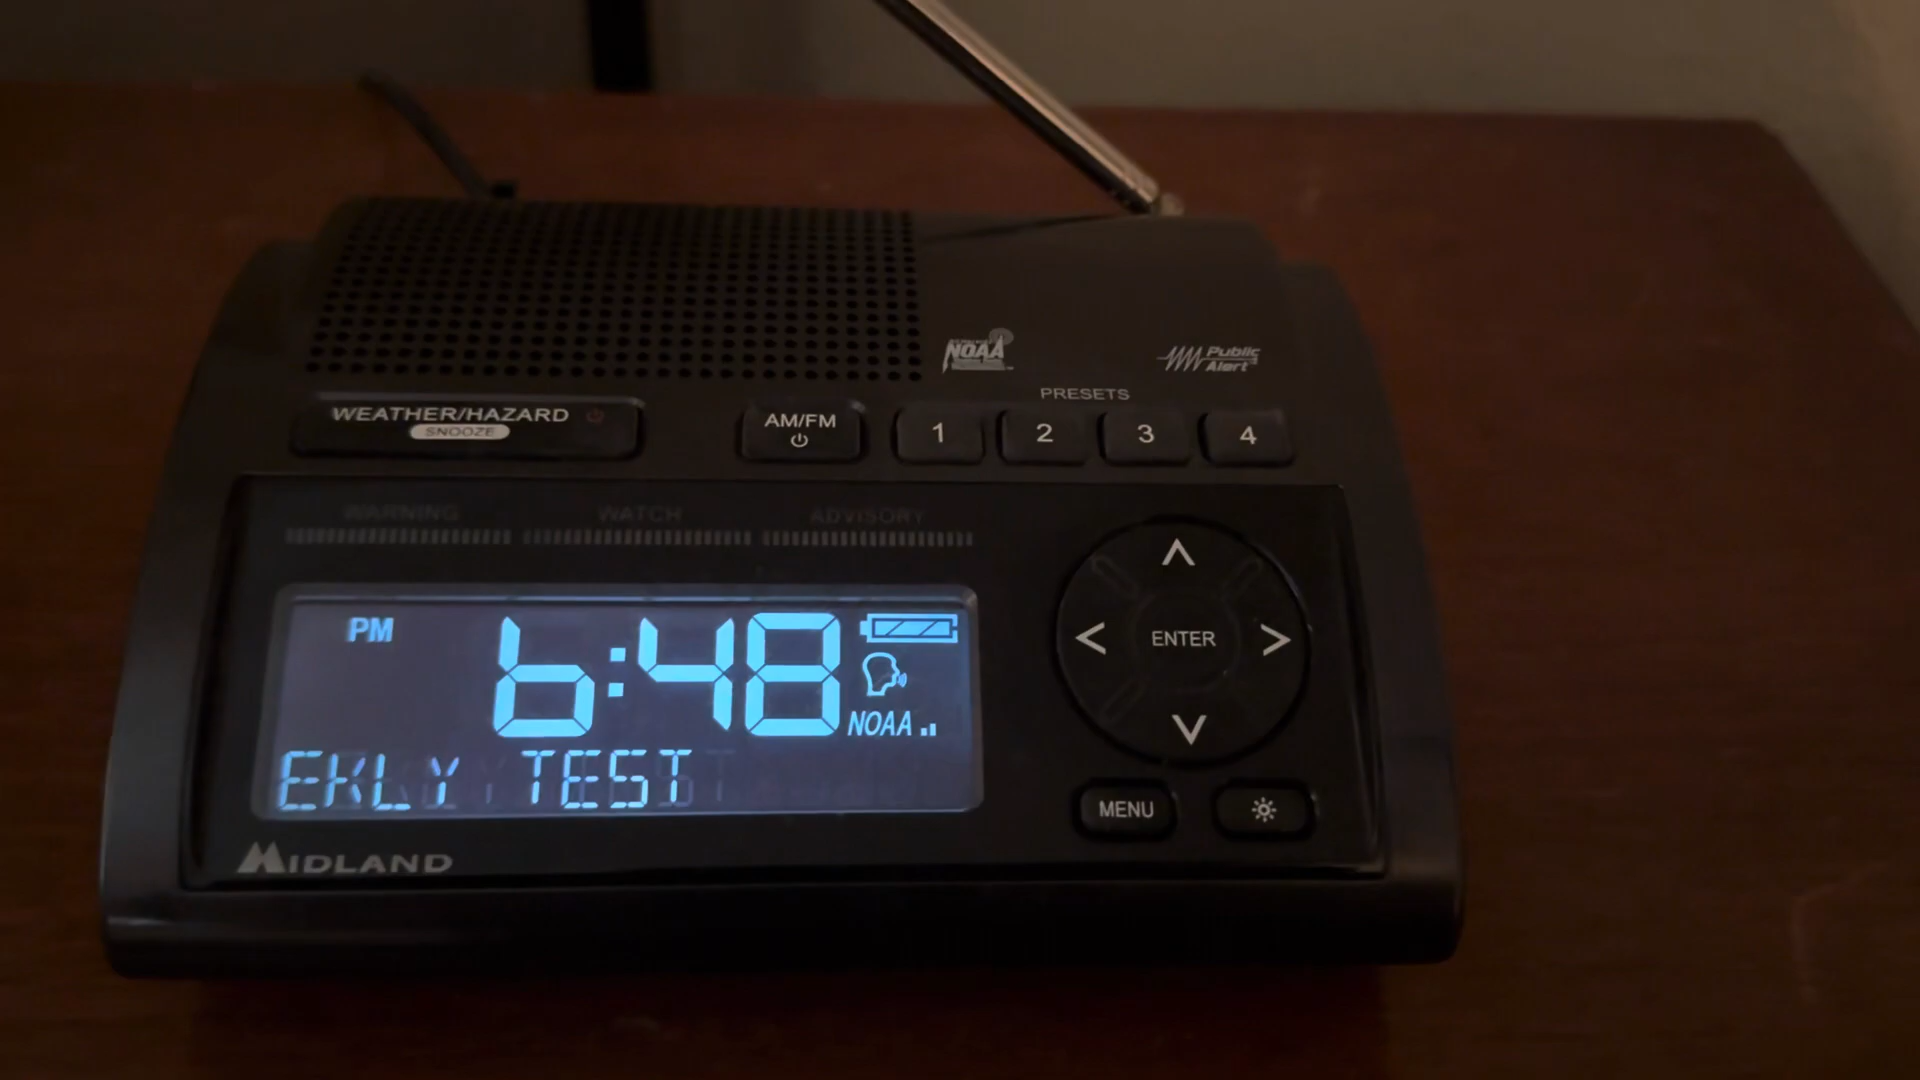 NOAA
Public
Alert
PRESETS
WEATHER/HAZARD
SNOOZE
AM/FM
1
2
3
4
WARNING
WATCH
ADVISORY
PM
6:48
NOAA
EKLY TEST
ENTER
MENU
MIDLAND